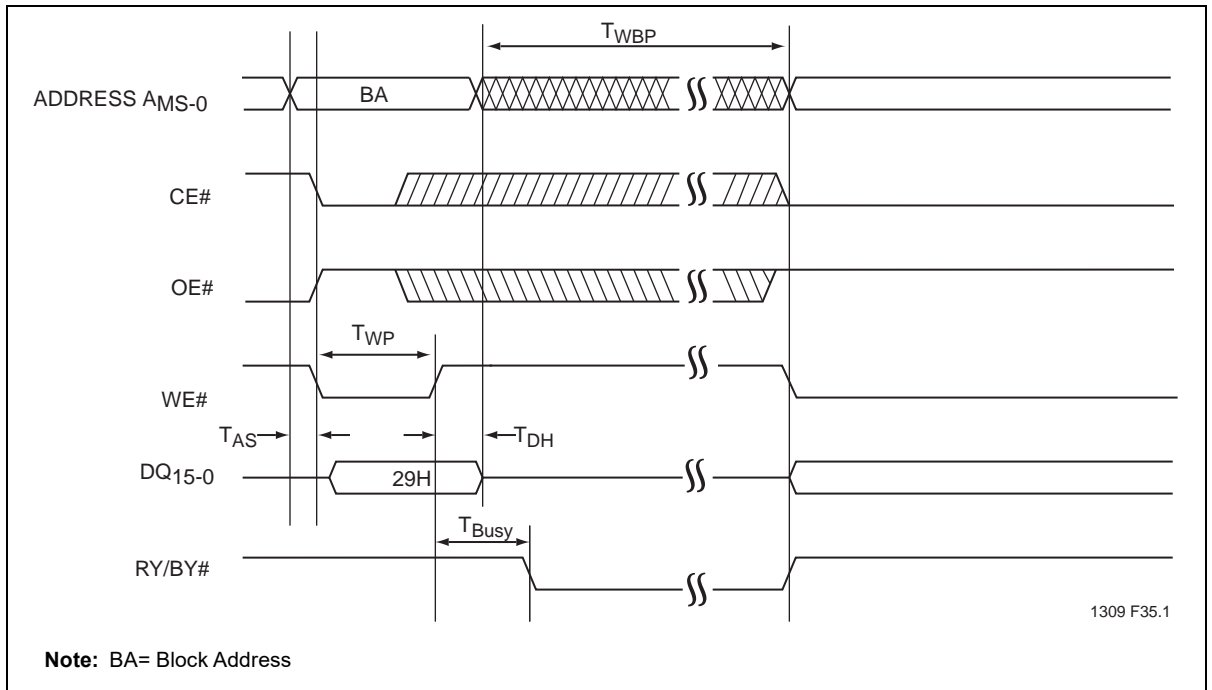 TWBP
ADDRESS AMS-0
BA
CE#
OE#
TWP
WE#
TAS
TDH
DQ15-0
29H
TBusy
RY/BY#
1309 F35.1
Note: BA= Block Address